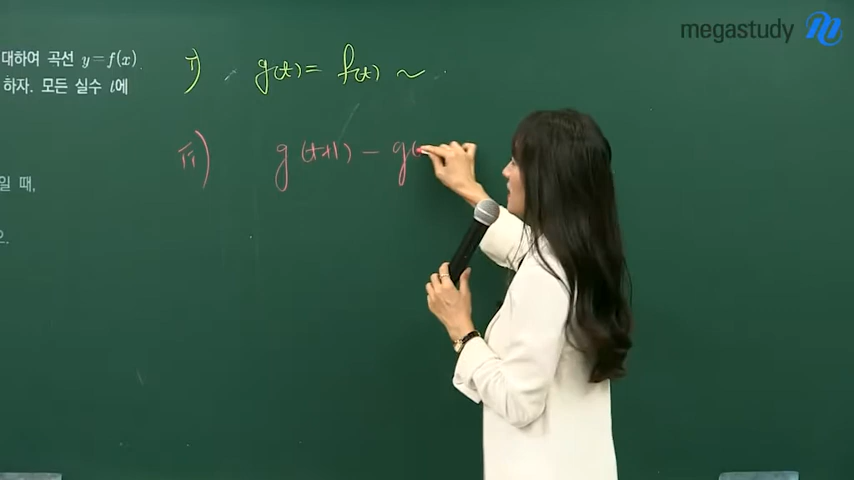 megastudy
대하여 곡선 y=f(x)
하자. 모든 실수 t에
일 때,
오.
i) g(t)= f(t) ~
ii) g(t+1) - g(